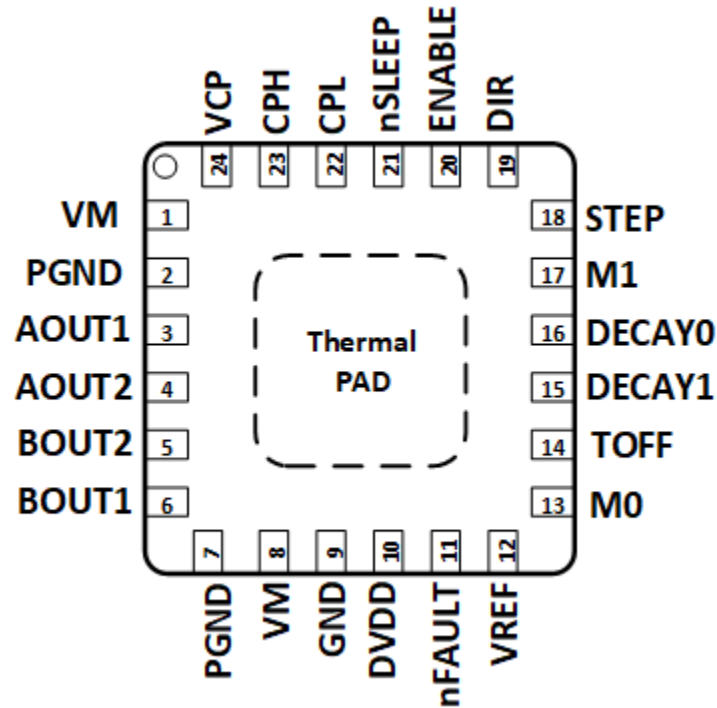 VCP
CPH
CPL
nSLEEP
ENABLE
DIR
24
23
22
21
20
19
VM 1
18 STEP
PGND 2
17 M1
AOUT1 3
16 DECAY0
AOUT2 4
15 DECAY1
BOUT2 5
14 TOFF
BOUT1 6
13 M0
Thermal
PAD
7
8
9
10
11
12
PGND
VM
GND
DVDD
nFAULT
VREF